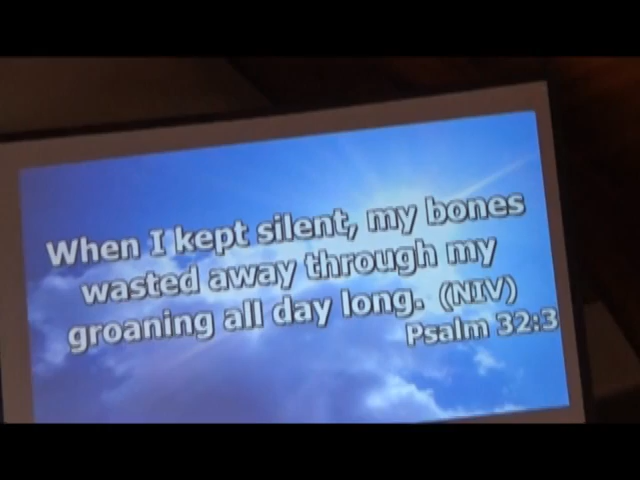 When I kept silent, my bones
wasted away through my
groaning all day long. (NIV)
Psalm 32:3